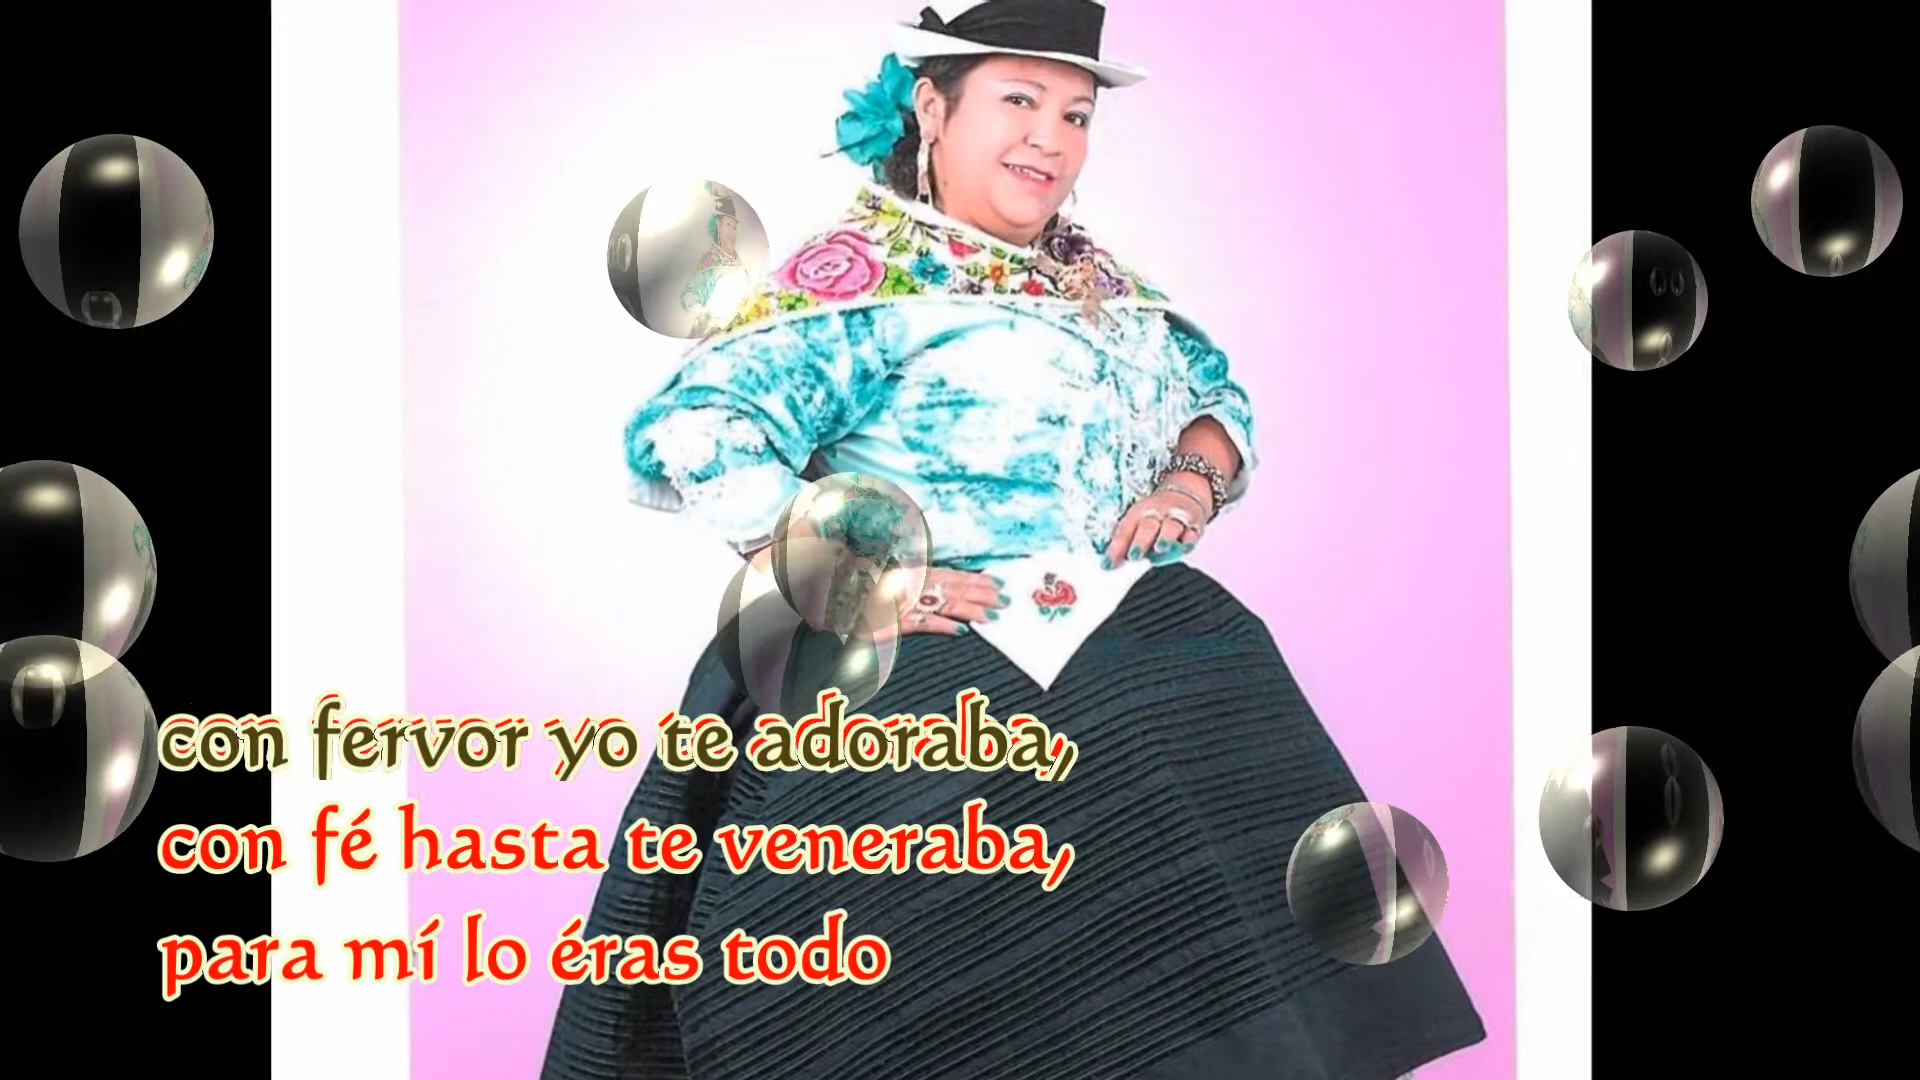 con fervor yo te adoraba,
con fé hasta te veneraba,
para mí lo éras todo